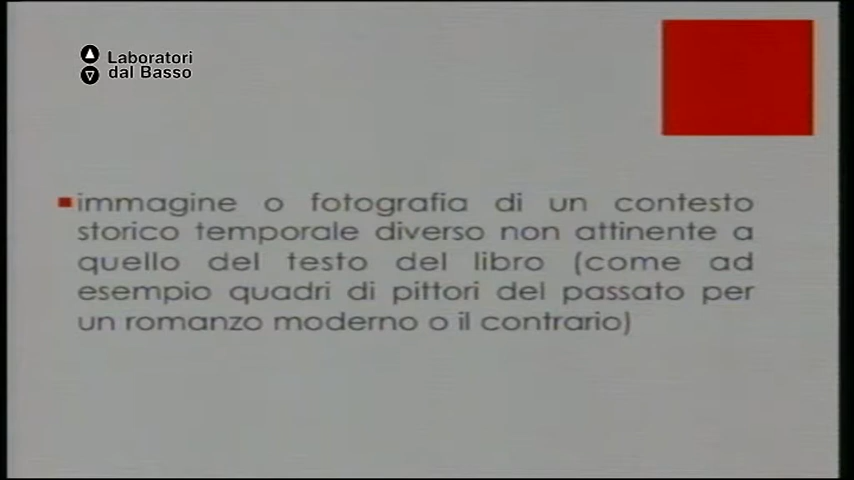 Laboratori
dal Basso
immagine o fotografia di un contesto
storico temporale diverso non attinente a
quello del testo del libro (come ad
esempio quadri di pittori del passato per
un romanzo moderno o il contrario)